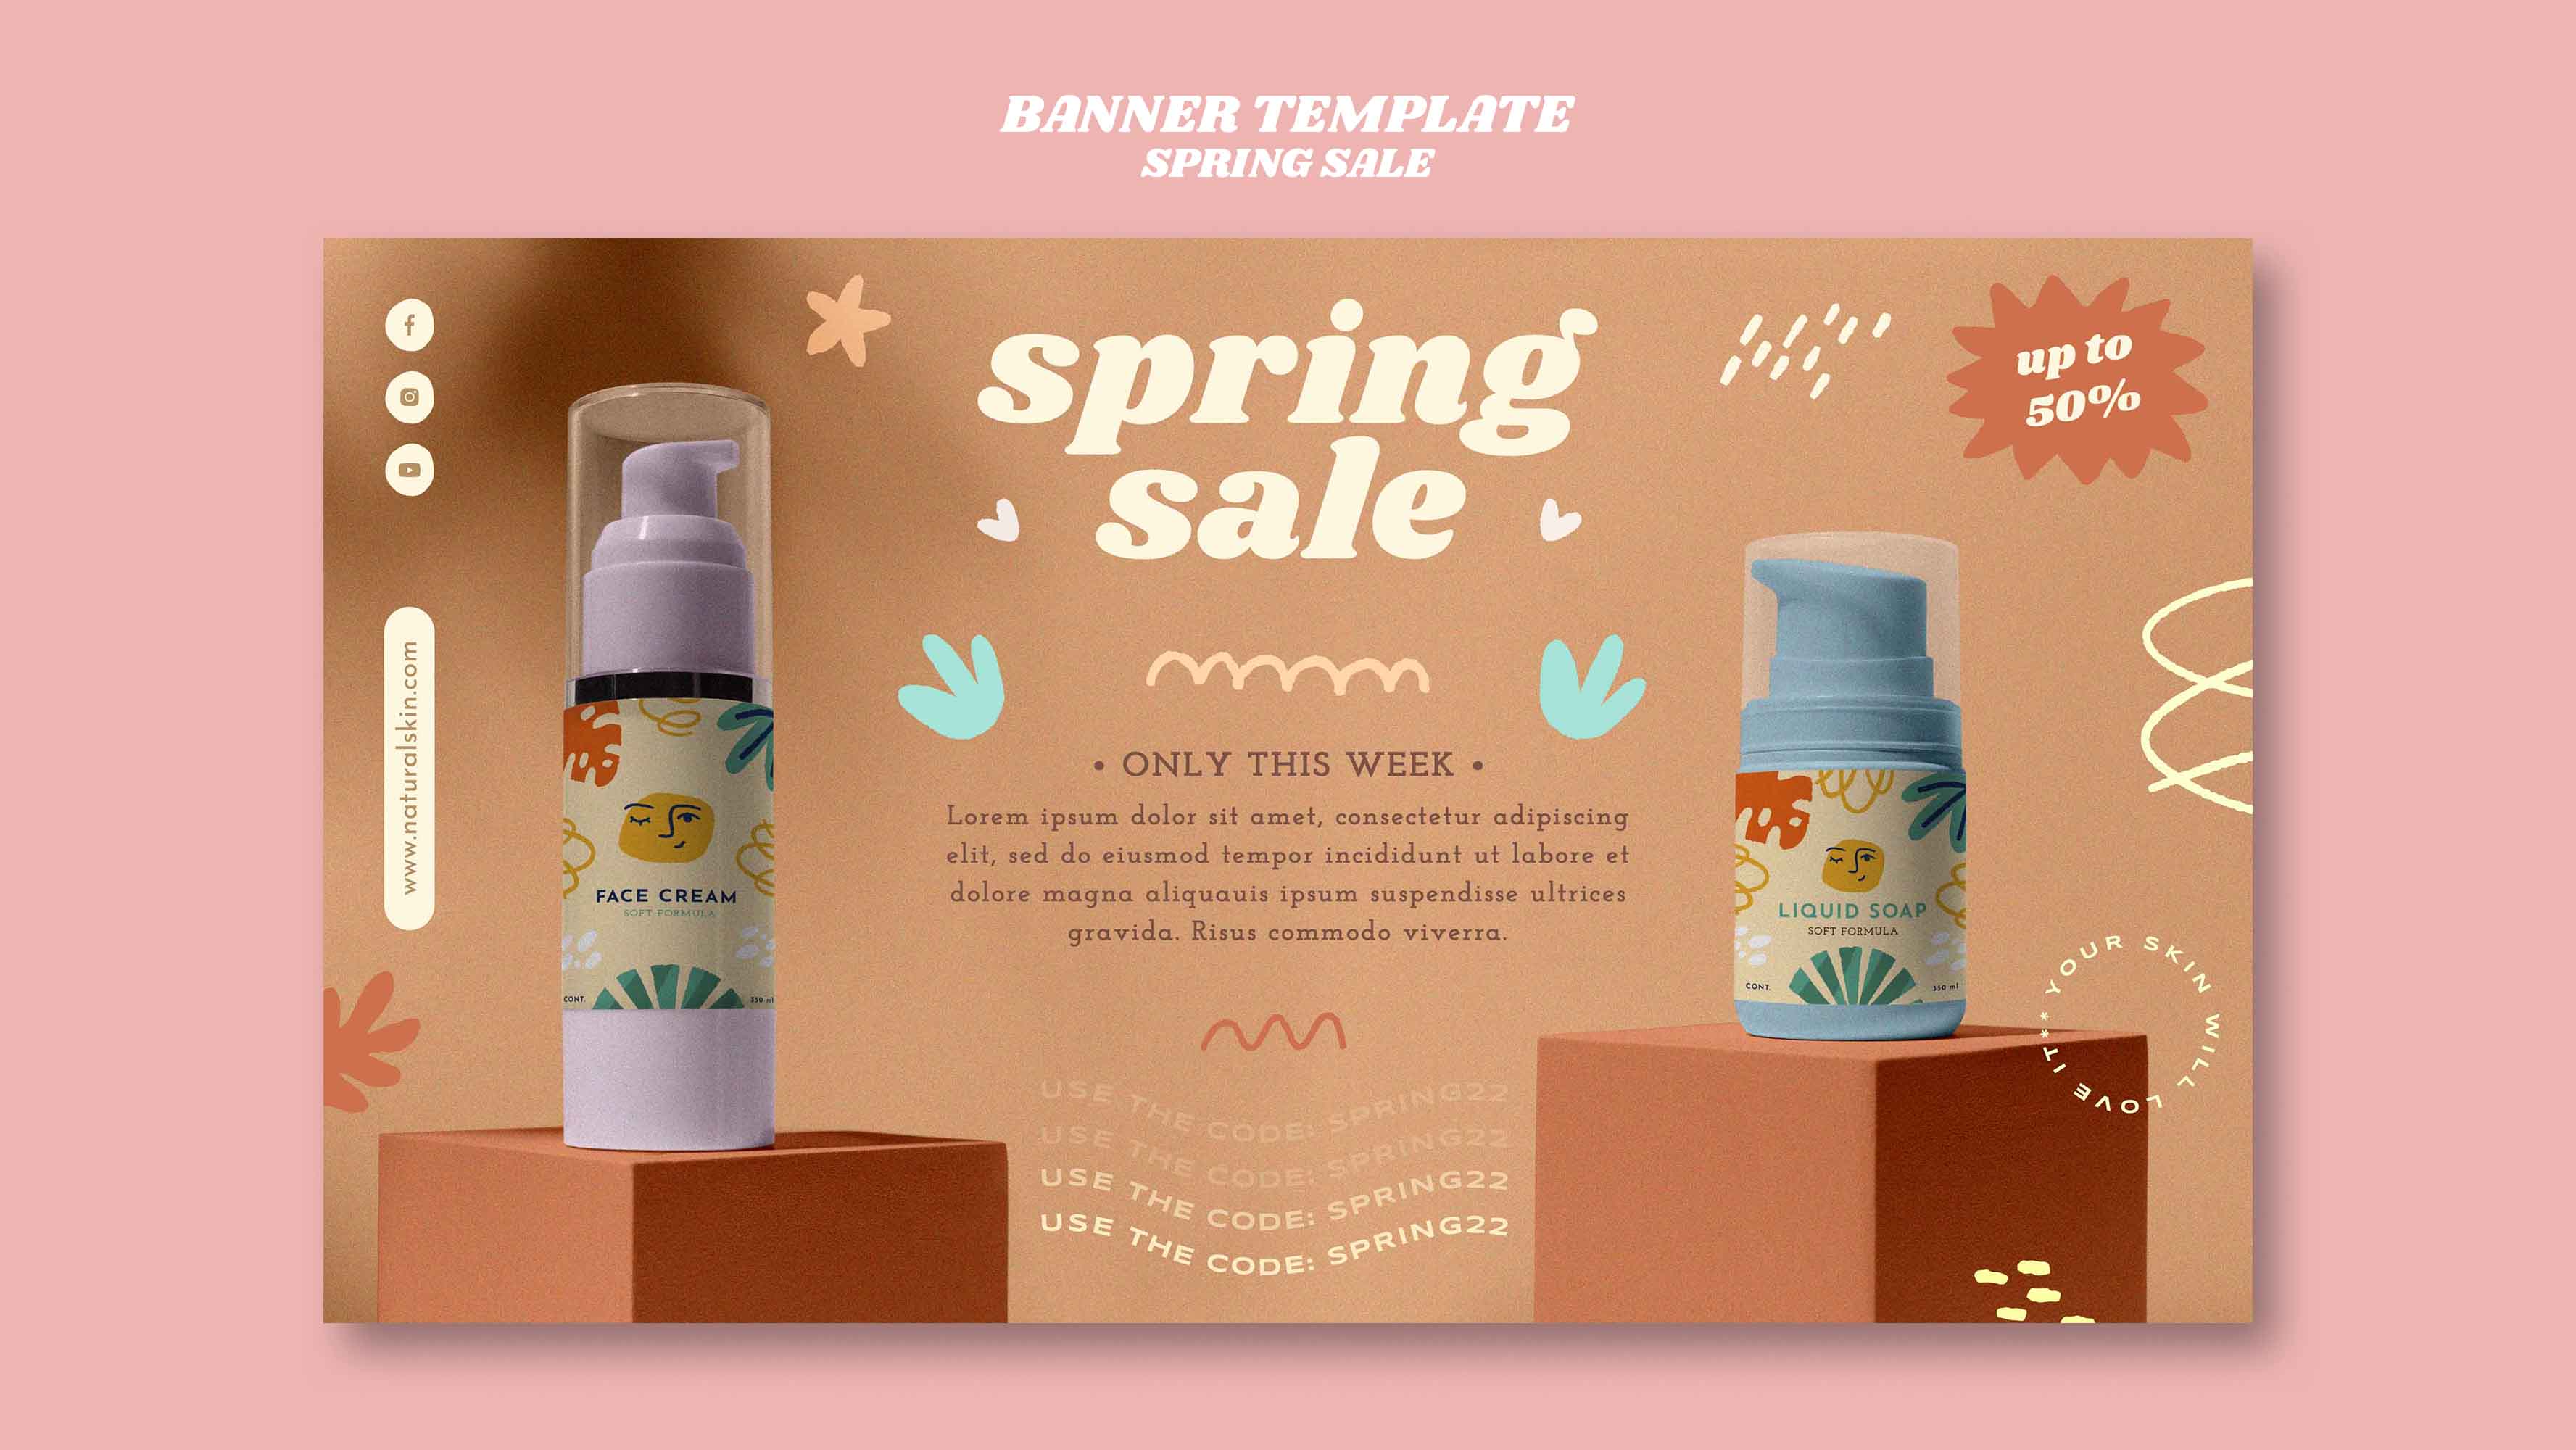 BANNER TEMPLATE
SPRING SALE
spring
sale
up to
50%
www.naturalskin.com
• ONLY THIS WEEK •
Lorem ipsum dolor sit amet, consectetur adipiscing
elit, sed do eiusmod tempor incididunt ut labore et
dolore magna aliquauis ipsum suspendisse ultrices
gravida. Risus commodo viverra.
FACE CREAM
SOFT FORMULA
CONT.
350 ml
LIQUID SOAP
SOFT FORMULA
CONT.
350 ml
YOUR SKIN WILL LOVE IT**
USE THE CODE: SPRING22
USE THE CODE: SPRING22
USE THE CODE: SPRING22
USE THE CODE: SPRING22